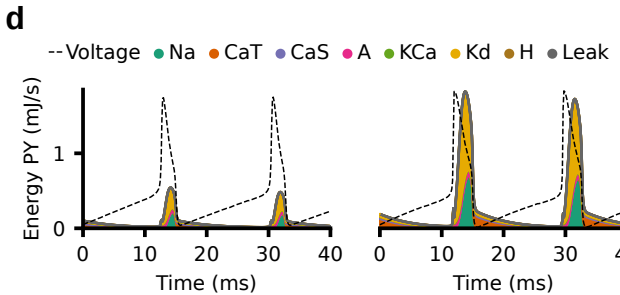 d
--Voltage Na CaT CaS A KCa Kd H Leak
Energy PY (mJ/s)
1
0
0 10 20 30 40
0 10 20 30
Time (ms)
Time (ms)